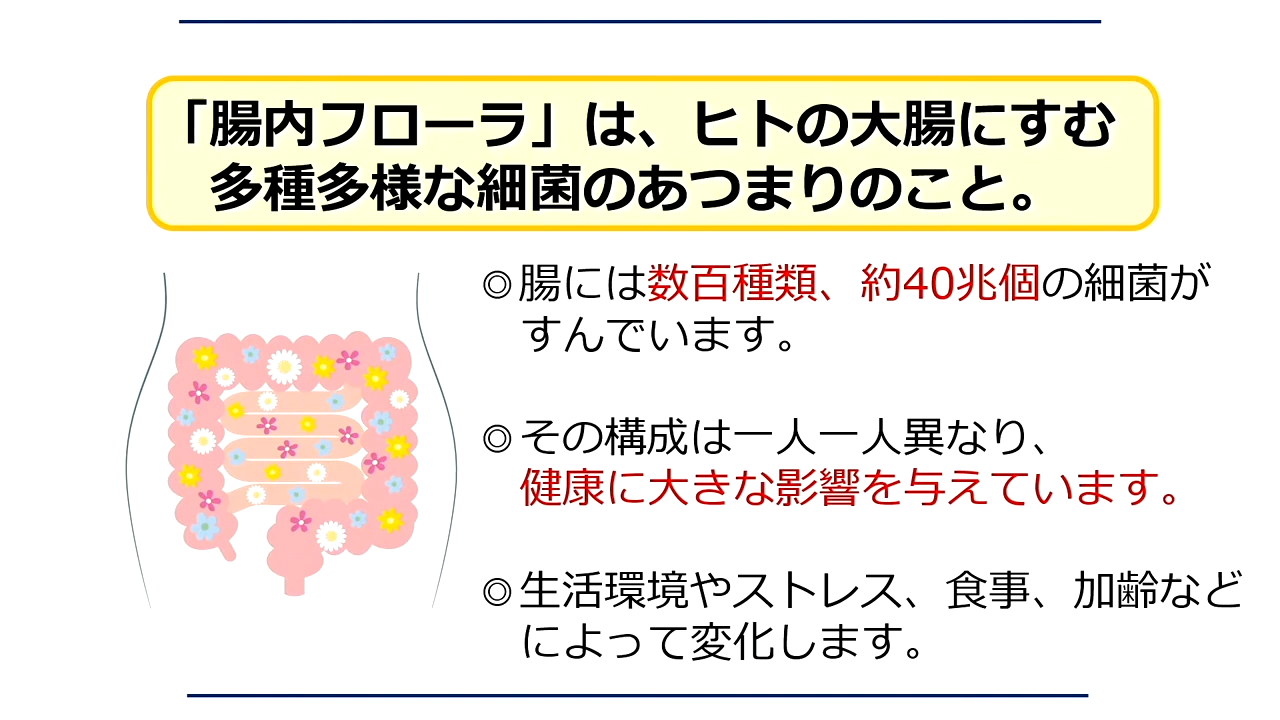 「腸内フローラ」は、ヒトの大腸にすむ
多種多様な細菌のあつまりのこと。
◎腸には数百種類、約40兆個の細菌が
すんでいます。
◎その構成は一人一人異なり、
健康に大きな影響を与えています。
◎生活環境やストレス、食事、加齢など
によって変化します。